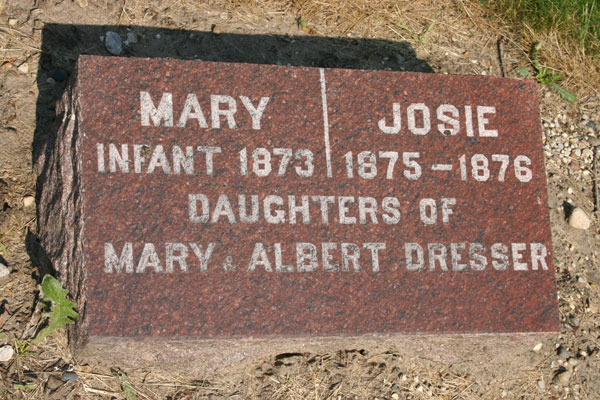 MARY JOSIE
INFANT 1873 1875-1876
DAUGHTERS OF
MARY & ALBERT DRESSER